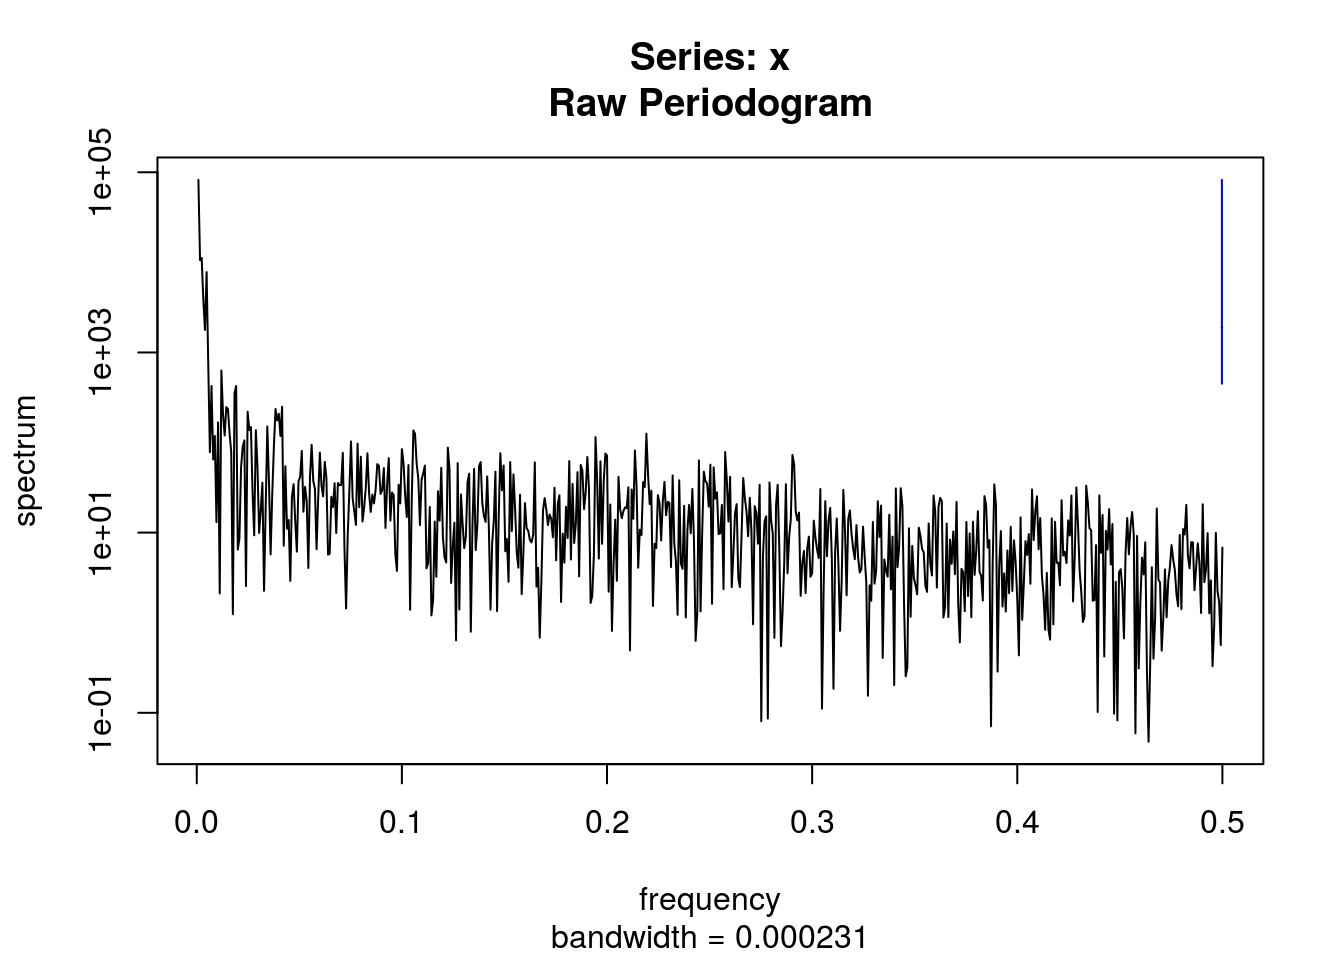 Series: x
Raw Periodogram
1e+05
1e+03
1e+01
1e-01
spectrum
0.0 0.1 0.2 0.3 0.4 0.5
frequency
bandwidth = 0.000231